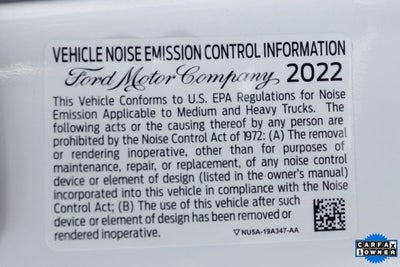 VEHICLE NOISE EMISSION CONTROL INFORMATION
Ford Motor Company 2022
This Vehicle Conforms to U.S. EPA Regulations for Noise
Emission Applicable to Medium and Heavy Trucks. The
following acts or the causing thereof by any person are
prohibited by the Noise Control Act of 1972: (A) The removal
or rendering inoperative, other than for purposes of
maintenance, repair, or replacement, of any noise control
device or element of design (listed in the owner's manual)
incorporated into this vehicle in compliance with the Noise
Control Act; (B) The use of this vehicle after such
device or element of design has been removed or
rendered inoperative.
▽ NU5A-19A347-AA
CARFAX
1 OWNER